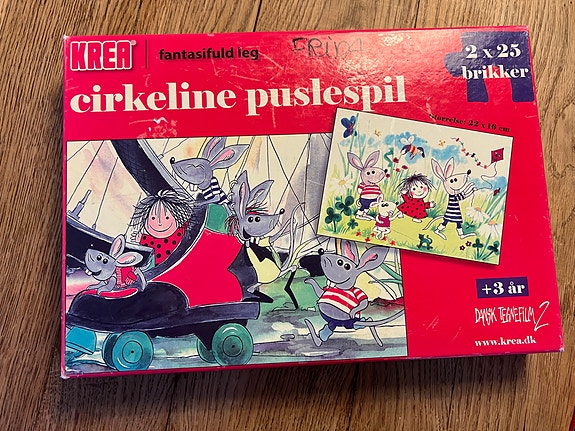 KREA
fantasifuld leg
FRIDA
2 x 25
brikker
cirkeline puslespil
Størrelse: 22 x 16 cm
+3 år
DANSK TEGNEFILM 2
www.krea.dk